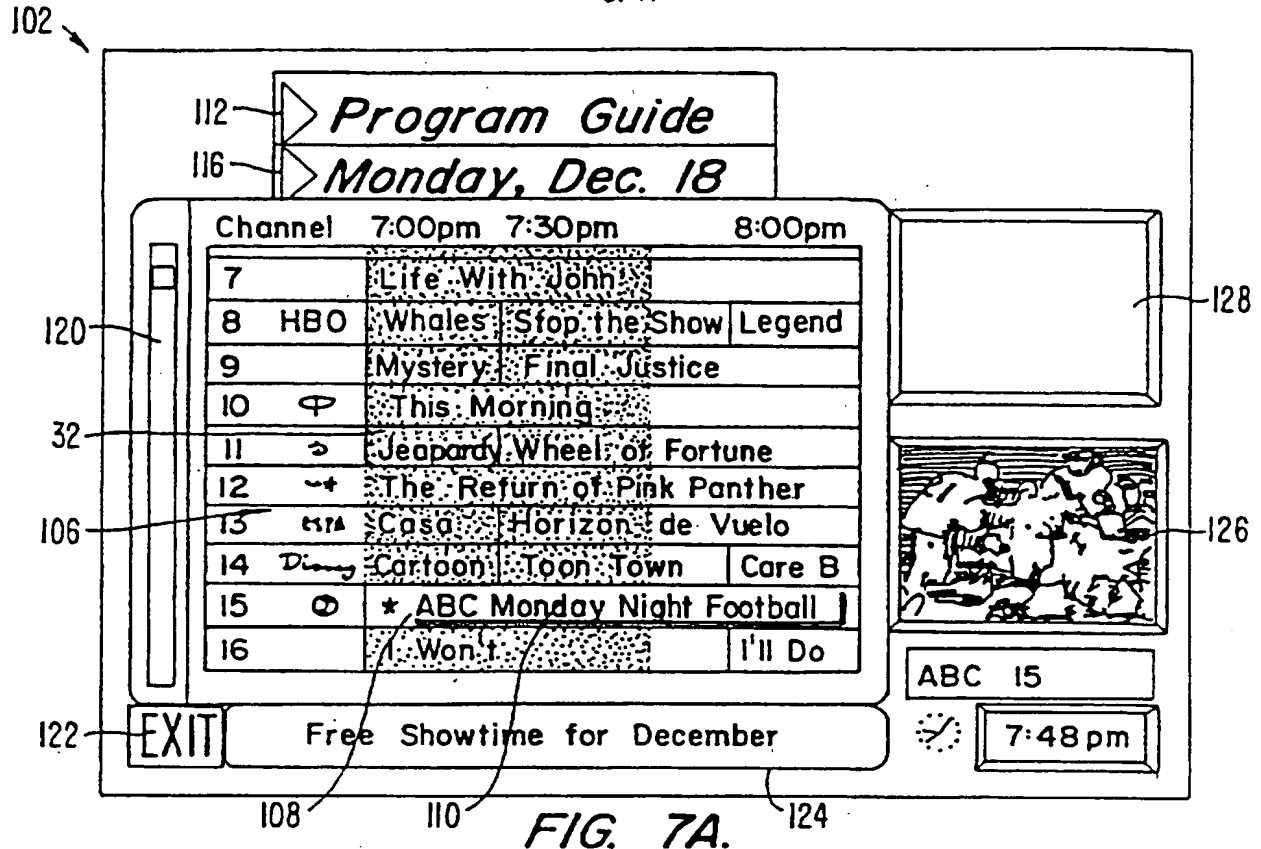 102
112 Program Guide
116 Monday, Dec. 18
Channel 7:00pm 7:30pm 8:00pm
7 Life With John
8 HBO Whales Stop the Show Legend
128
120
9 Mystery Final Justice
10 This Morning
32
11 Jeopardy Wheel of Fortune
12 The Return of Pink Panther
106
13 ESPN Casa Horizon de Vuelo
126
14 Disney Cartoon Toon Town Care B
15 ★ ABC Monday Night Football
16 I Won't I'll Do
ABC 15
122 EXIT Free Showtime for December 7:48pm
108 110 124
FIG. 7A.